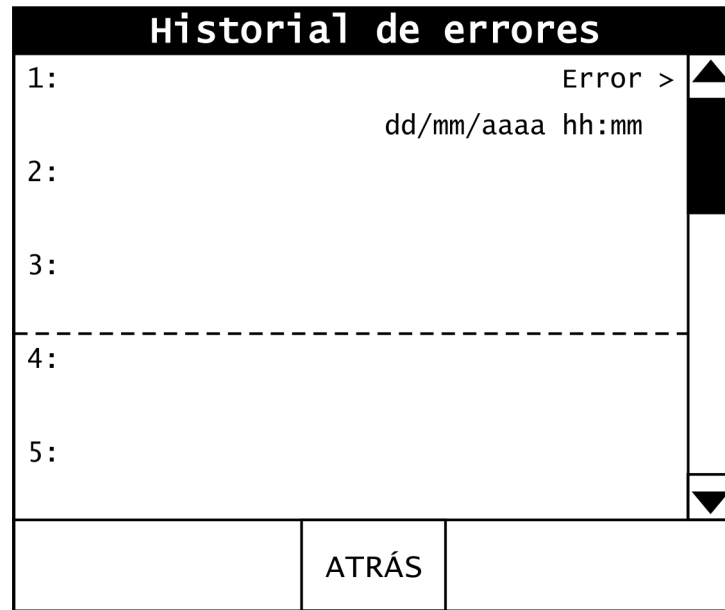 Historial de errores
1: Error >
dd/mm/aaaa hh:mm
2:
3:
4:
5:
ATRÁS